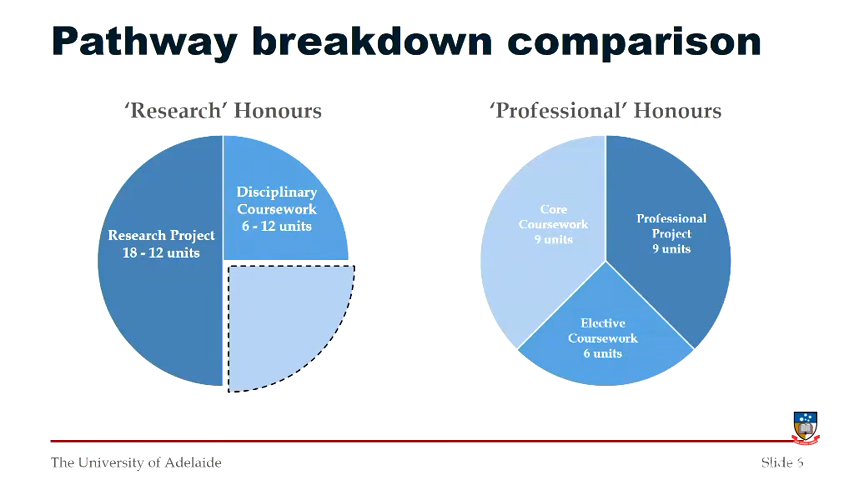 Pathway breakdown comparison
‘Research’ Honours
Disciplinary
Coursework
6 - 12 units
Research Project
18 - 12 units
‘Professional’ Honours
Core
Coursework
9 units
Professional
Project
9 units
Elective
Coursework
6 units
The University of Adelaide
Slide 6